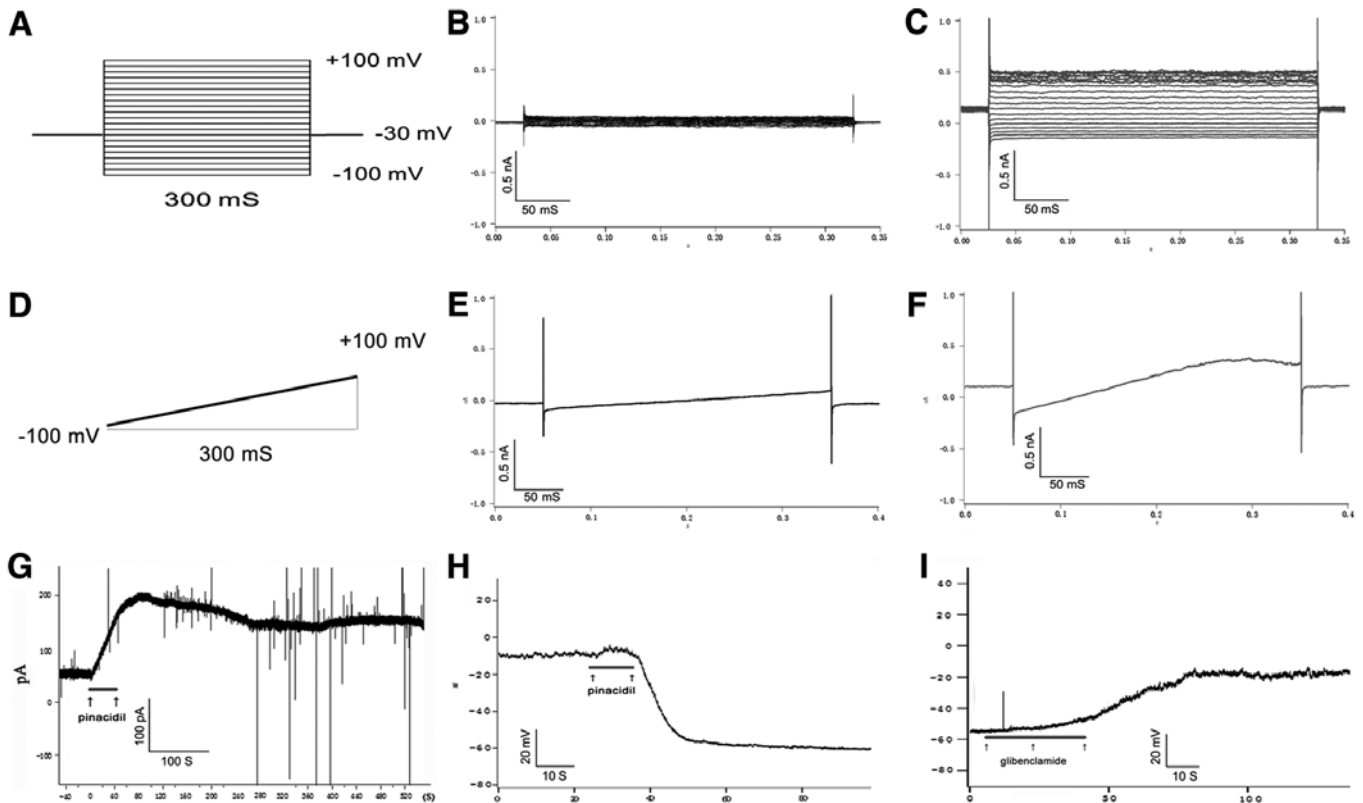 A
+100 mV
-30 mV
-100 mV
300 mS
B
1.0
0.5
0.0
-0.5
-1.0
0.5 nA
50 mS
0.00 0.05 0.10 0.15 0.20 0.25 0.30 0.35
C
1.0
0.5
0.0
-0.5
-1.0
0.5 nA
50 mS
0.00 0.05 0.10 0.15 0.20 0.25 0.30 0.35
D
+100 mV
-100 mV
300 mS
E
1.0
0.5
0.0
-0.5
-1.0
0.5 nA
50 mS
0.0 0.1 0.2 0.3 0.4
F
1.0
0.5
0.0
-0.5
-1.0
0.5 nA
50 mS
0.0 0.1 0.2 0.3 0.4
G
200
100
0
-100
pA
pinacidil
100 pA
100 S
-40 0 40 80 120 160 200 240 280 320 360 400 440 480 520 (S)
H
20
0
-20
-40
-60
-80
pinacidil
20 mV
10 S
0 20 40 60 80
I
40
20
0
-20
-40
-60
-80
glibenclamide
20 mV
10 S
0 50 100